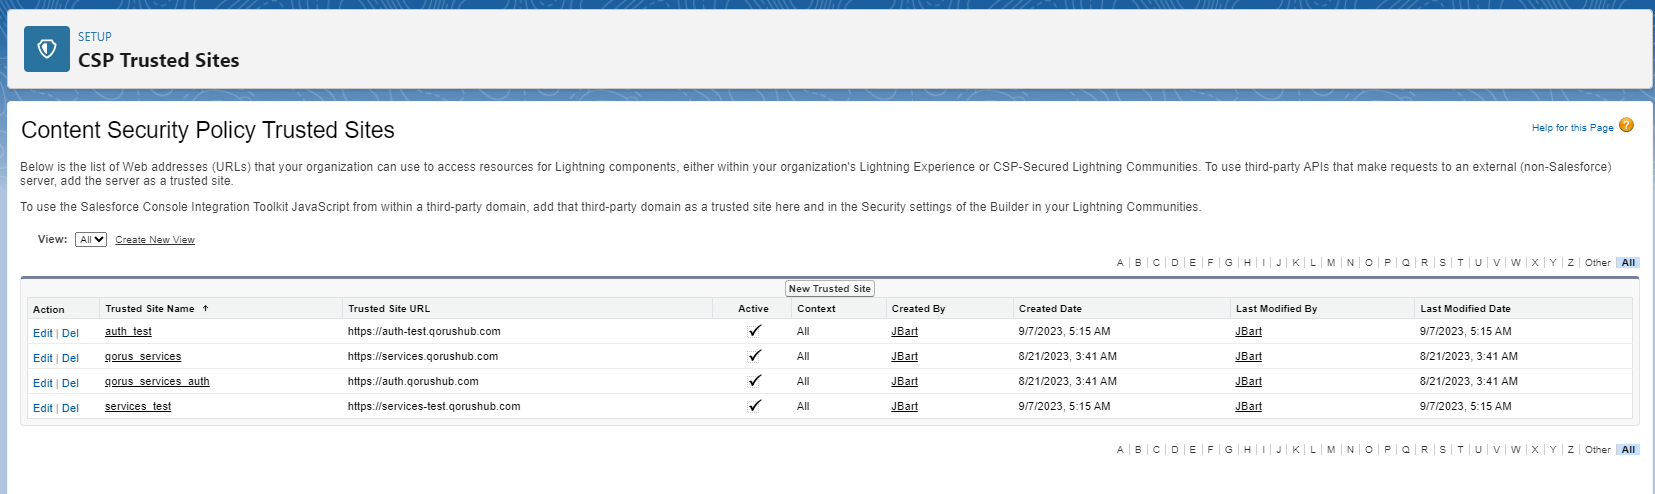 SETUP
CSP Trusted Sites
Content Security Policy Trusted Sites
Help for this Page ?
Below is the list of Web addresses (URLs) that your organization can use to access resources for Lightning components, either within your organization's Lightning Experience or CSP-Secured Lightning Communities. To use third-party APIs that make requests to an external (non-Salesforce)
server, add the server as a trusted site.
To use the Salesforce Console Integration Toolkit JavaScript from within a third-party domain, add that third-party domain as a trusted site here and in the Security settings of the Builder in your Lightning Communities.
View: All Create New View
A | B | C | D | E | F | G | H | I | J | K | L | M | N | O | P | Q | R | S | T | U | V | W | X | Y | Z | Other | All
New Trusted Site
Action Trusted Site Name ↑ Trusted Site URL Active Context Created By Created Date Last Modified By Last Modified Date
Edit | Del auth_test https://auth-test.qorushub.com ✓ All JBart 9/7/2023, 5:15 AM JBart 9/7/2023, 5:15 AM
Edit | Del qorus_services https://services.qorushub.com ✓ All JBart 8/21/2023, 3:41 AM JBart 8/21/2023, 3:41 AM
Edit | Del qorus_services_auth https://auth.qorushub.com ✓ All JBart 8/21/2023, 3:41 AM JBart 8/21/2023, 3:41 AM
Edit | Del services_test https://services-test.qorushub.com ✓ All JBart 9/7/2023, 5:15 AM JBart 9/7/2023, 5:15 AM
A | B | C | D | E | F | G | H | I | J | K | L | M | N | O | P | Q | R | S | T | U | V | W | X | Y | Z | Other | All